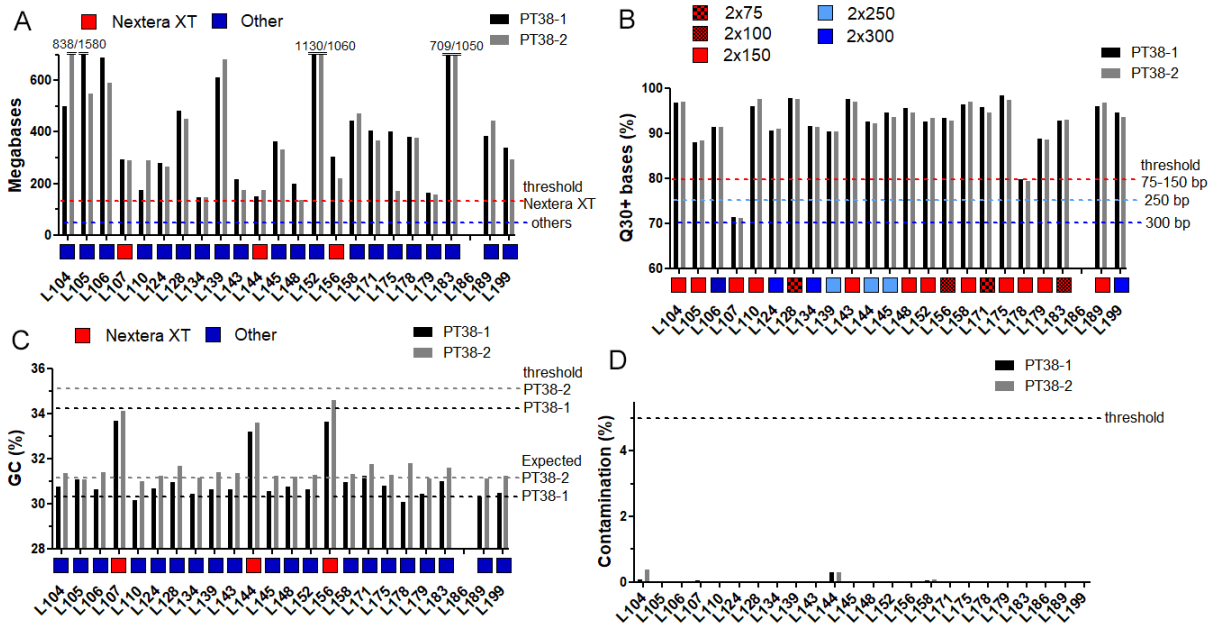 A
Nextera XT
Other
PT38-1
PT38-2
838/1580
1130/1060
709/1050
Megabases
600
400
200
0
threshold
Nextera XT
others
L104
L105
L106
L107
L110
L124
L128
L134
L139
L143
L144
L145
L148
L152
L156
L158
L171
L175
L178
L179
L183
L186
L189
L199
B
2x75
2x100
2x150
2x250
2x300
PT38-1
PT38-2
Q30+ bases (%)
100
90
80
70
60
threshold
75-150 bp
250 bp
300 bp
L104
L105
L106
L107
L110
L124
L128
L134
L139
L143
L144
L145
L148
L152
L156
L158
L171
L175
L178
L179
L183
L186
L189
L199
C
Nextera XT
Other
PT38-1
PT38-2
GC (%)
36
34
32
30
28
threshold
PT38-2
PT38-1
Expected
PT38-2
PT38-1
L104
L105
L106
L107
L110
L124
L128
L134
L139
L143
L144
L145
L148
L152
L156
L158
L171
L175
L178
L179
L183
L186
L189
L199
D
PT38-1
PT38-2
Contamination (%)
4
2
0
threshold
L104
L105
L106
L107
L110
L124
L128
L134
L139
L143
L144
L145
L148
L152
L156
L158
L171
L175
L178
L179
L183
L186
L189
L199